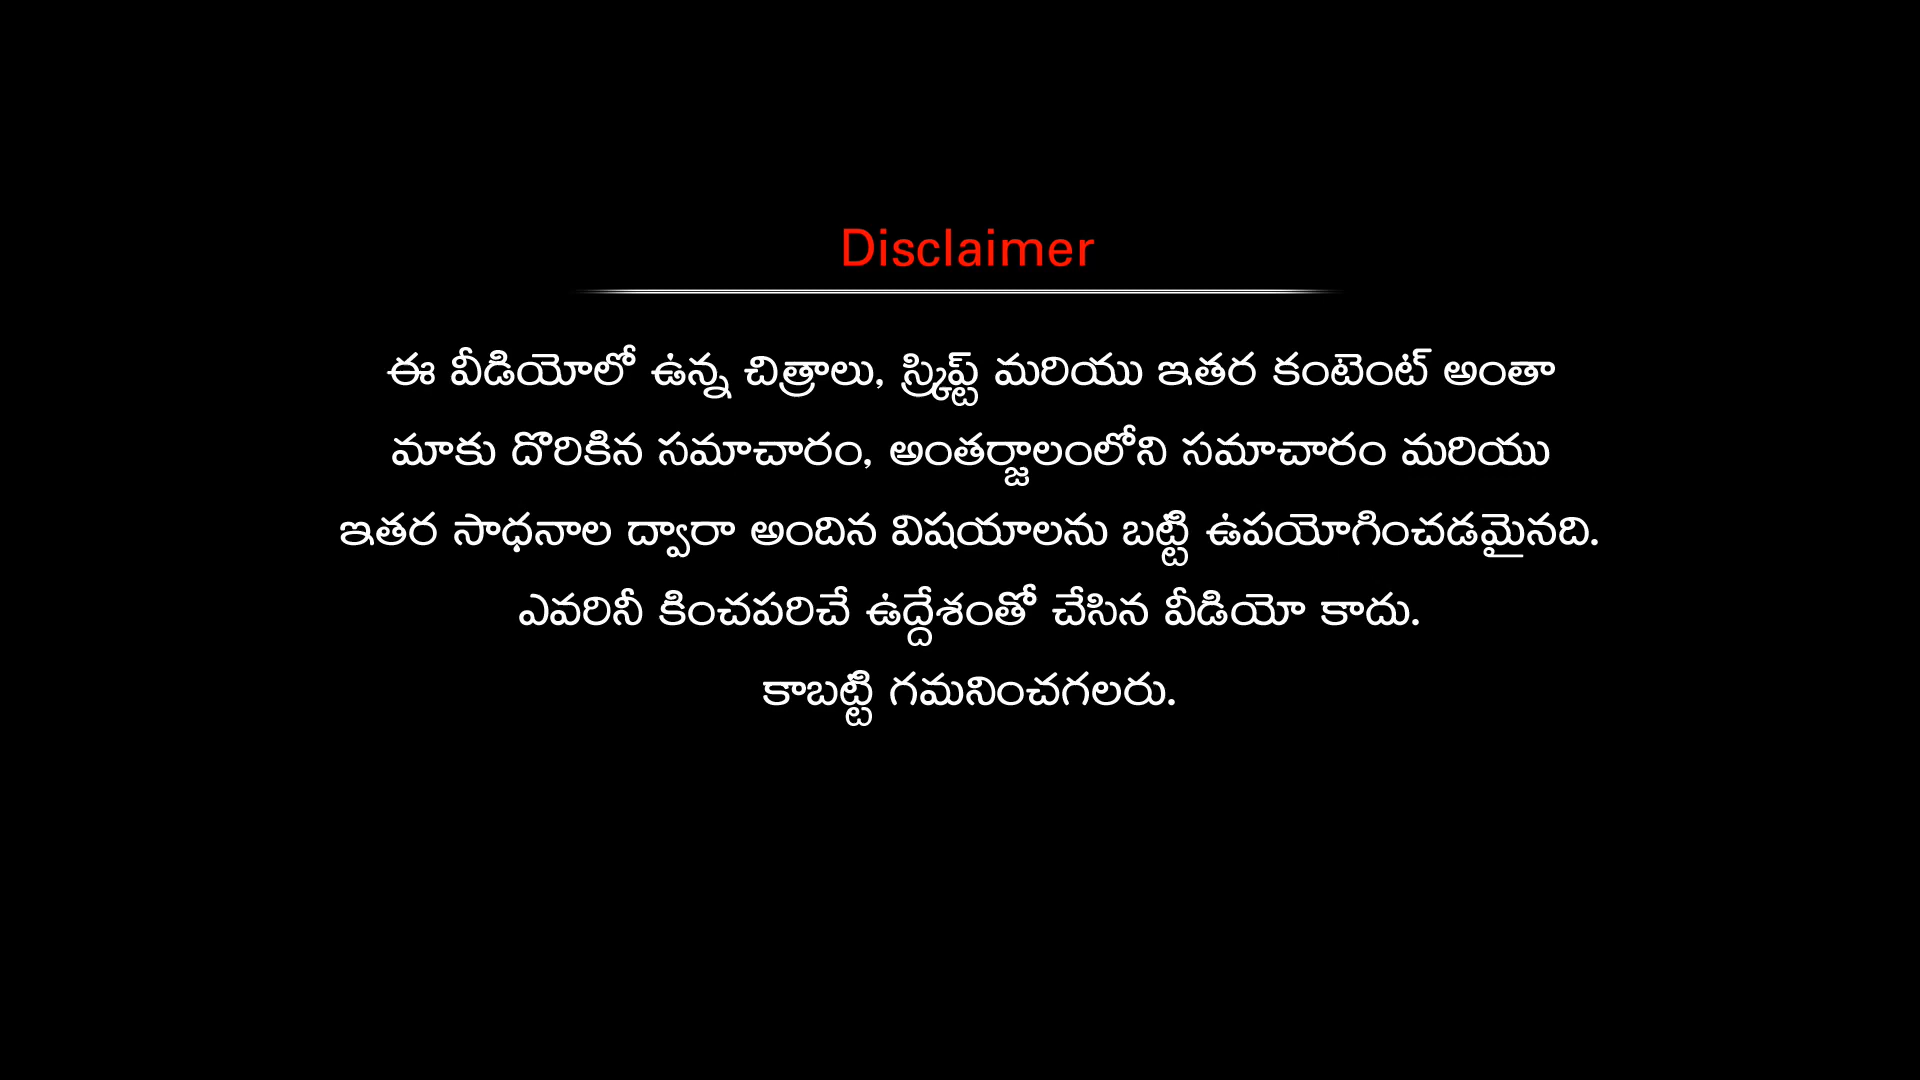 Disclaimer
ఈ వీడియోలో ఉన్న చిత్రాలు, స్క్రిప్ట్ మరియు ఇతర కంటెంట్ అంతా
మాకు దొరికిన సమాచారం, అంతర్జాలంలోని సమాచారం మరియు
ఇతర సాధనాల ద్వారా అందిన విషయాలను బట్టి ఉపయోగించడమైనది.
ఎవరినీ కించపరిచే ఉద్దేశంతో చేసిన వీడియో కాదు.
కాబట్టి గమనించగలరు.